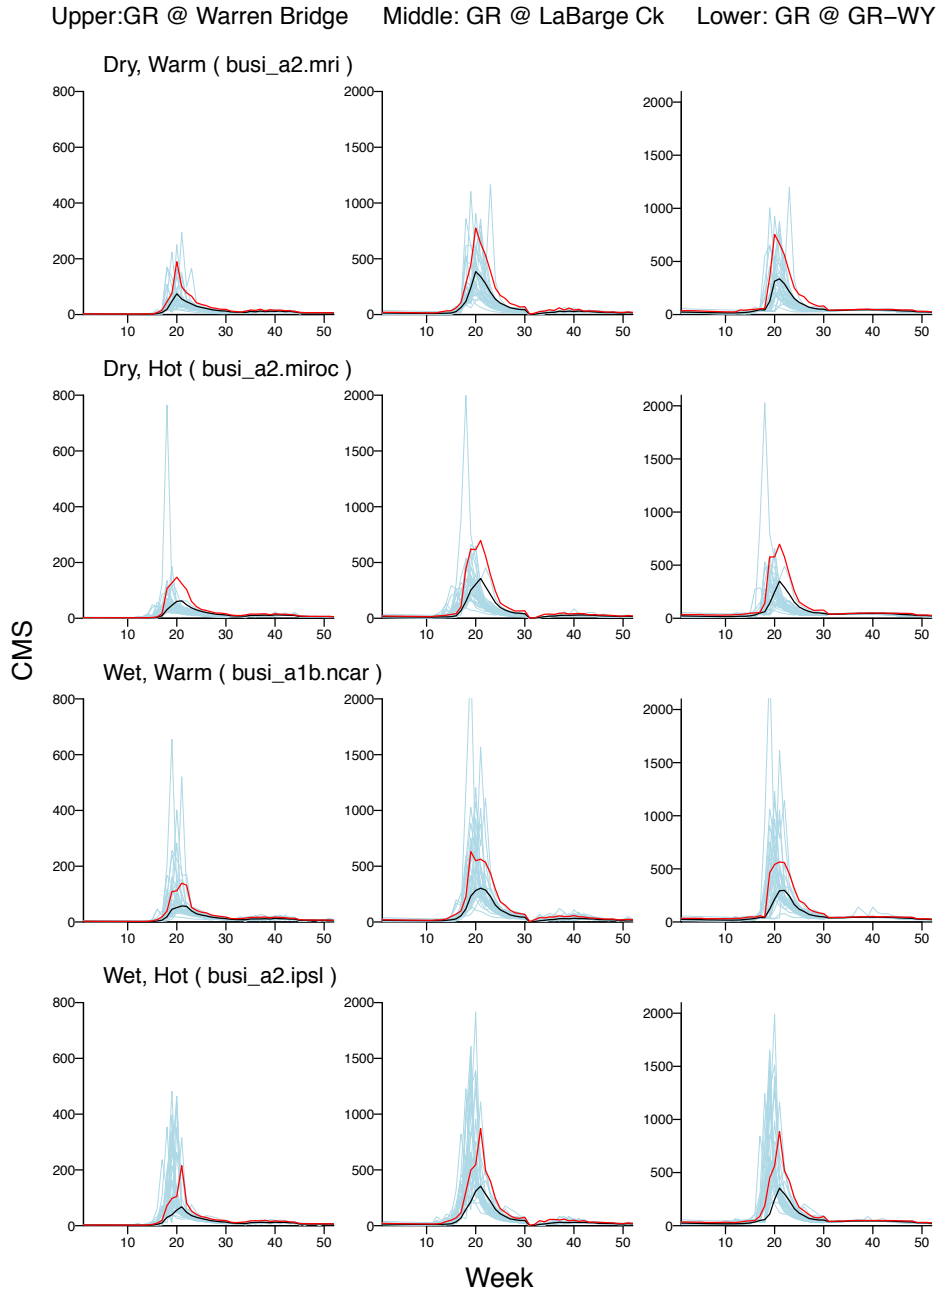 Upper:GR @ Warren Bridge Middle: GR @ LaBarge Ck Lower: GR @ GR−WY
Dry, Warm ( busi_a2.mri )
800 2000 2000
600 1500 1500
400 1000 1000
200 500 500
0 0 0
10 20 30 40 50 10 20 30 40 50 10 20 30 40 50
Dry, Hot ( busi_a2.miroc )
800 2000 2000
600 1500 1500
400 1000 1000
200 500 500
0 0 0
10 20 30 40 50 10 20 30 40 50 10 20 30 40 50
CMS
Wet, Warm ( busi_a1b.ncar )
800 2000 2000
600 1500 1500
400 1000 1000
200 500 500
0 0 0
10 20 30 40 50 10 20 30 40 50 10 20 30 40 50
Wet, Hot ( busi_a2.ipsl )
800 2000 2000
600 1500 1500
400 1000 1000
200 500 500
0 0 0
10 20 30 40 50 10 20 30 40 50 10 20 30 40 50
Week